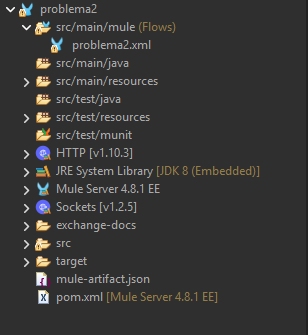 problema2
src/main/mule (Flows)
problema2.xml
src/main/java
src/main/resources
src/test/java
src/test/resources
src/test/munit
HTTP [v1.10.3]
JRE System Library [JDK 8 (Embedded)]
Mule Server 4.8.1 EE
Sockets [v1.2.5]
exchange-docs
src
target
mule-artifact.json
pom.xml [Mule Server 4.8.1 EE]